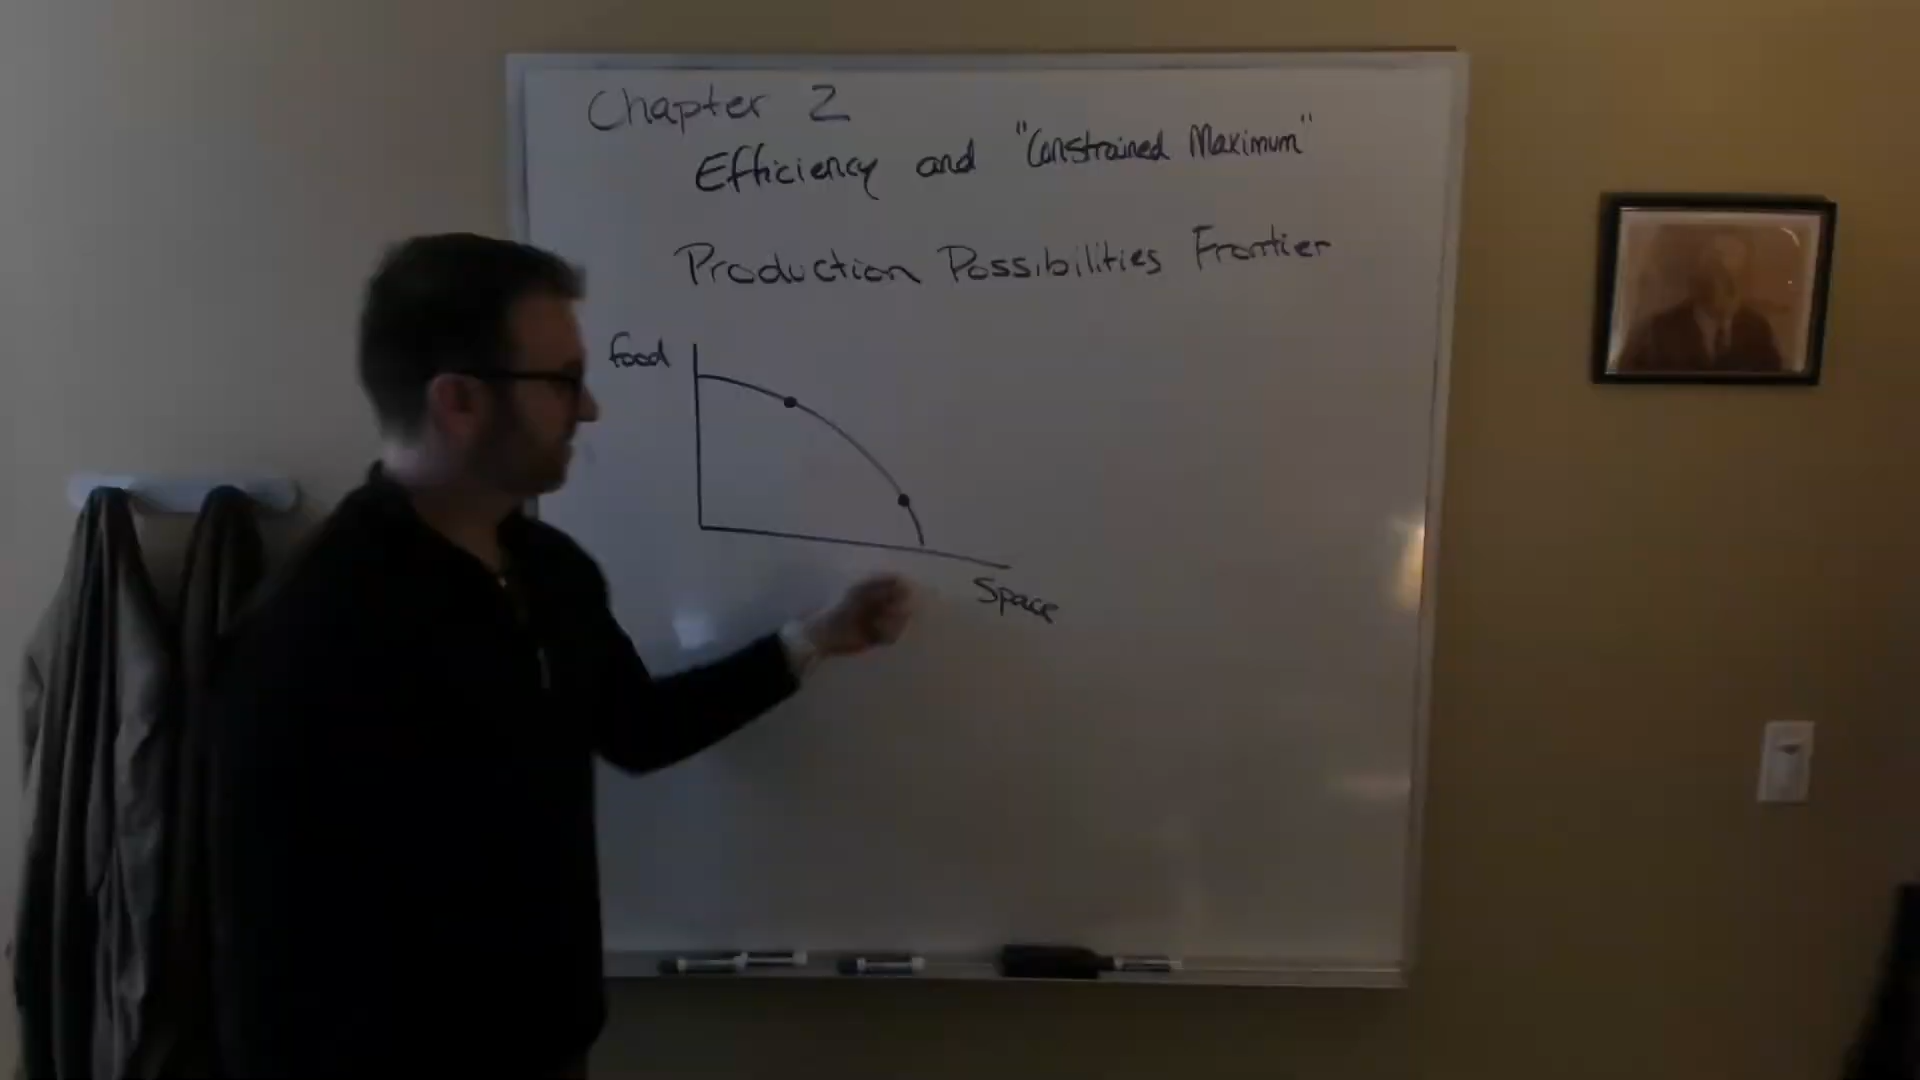 Chapter 2
Efficiency and "Constrained Maximum"
Production Possibilities Frontier
food
Space